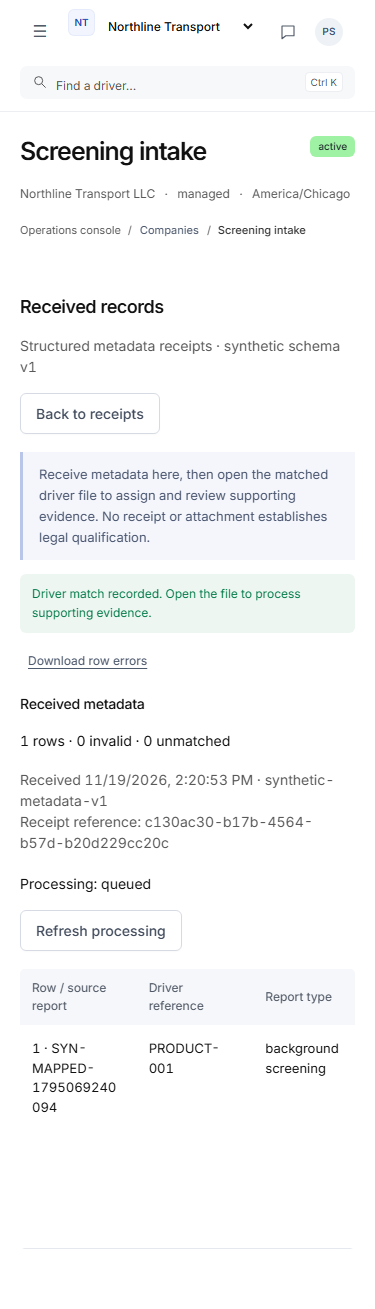 NT
Northline Transport
PS
Find a driver...
Ctrl K
Screening intake
active
Northline Transport LLC · managed · America/Chicago
Operations console / Companies / Screening intake
Received records
Structured metadata receipts · synthetic schema
v1
Back to receipts
Receive metadata here, then open the matched
driver file to assign and review supporting
evidence. No receipt or attachment establishes
legal qualification.
Driver match recorded. Open the file to process
supporting evidence.
Download row errors
Received metadata
1 rows · 0 invalid · 0 unmatched
Received 11/19/2026, 2:20:53 PM · synthetic-
metadata-v1
Receipt reference: c130ac30-b17b-4564-
b57d-b20d229cc20c
Processing: queued
Refresh processing
Row / source
report
Driver
reference
Report type
1 · SYN-
MAPPED-
1795069240
094
PRODUCT-
001
background
screening